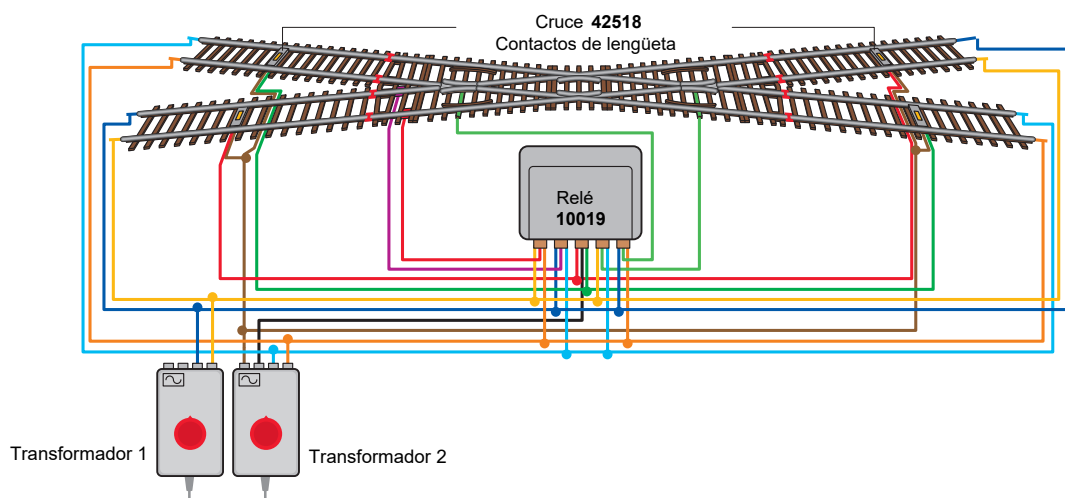 Cruce 42518
Contactos de lengüeta
Relé
10019
Transformador 1
Transformador 2